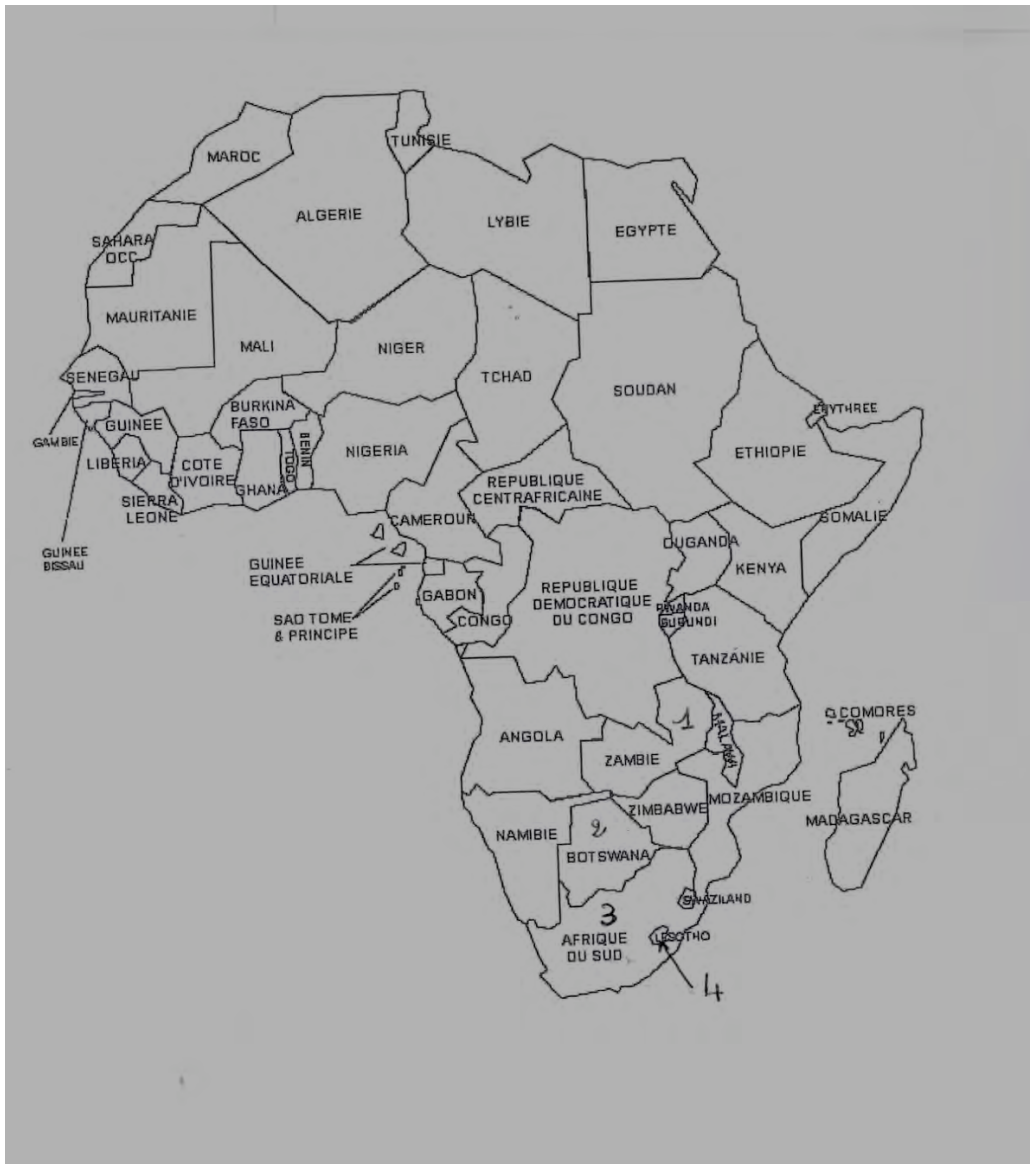 TUNISIE
MAROC
ALGERIE
LYBIE
EGYPTE
SAHARA
OCC.
MAURITANIE
MALI
NIGER
TCHAD
SOUDAN
SENEGAL
ERYTHREE
GAMBIE
GUINEE
BURKINA
FASO
BENIN
TOGO
NIGERIA
ETHIOPIE
LIBERIA
COTE
D'IVOIRE
GHANA
REPUBLIQUE
CENTRAFRICAINE
SIERRA
LEONE
CAMEROUN
SOMALIE
GUINEE
BISSAU
GUINEE
EQUATORIALE
OUGANDA
KENYA
REPUBLIQUE
DEMOCRATIQUE
DU CONGO
GABON
RWANDA
BURUNDI
SAO TOME
& PRINCIPE
CONGO
TANZANIE
1
MALAWI
COMORES
ANGOLA
ZAMBIE
MOZAMBIQUE
ZIMBABWE
MADAGASCAR
NAMIBIE
2
BOTSWANA
SWAZILAND
3
AFRIQUE
DU SUD
LESOTHO
4